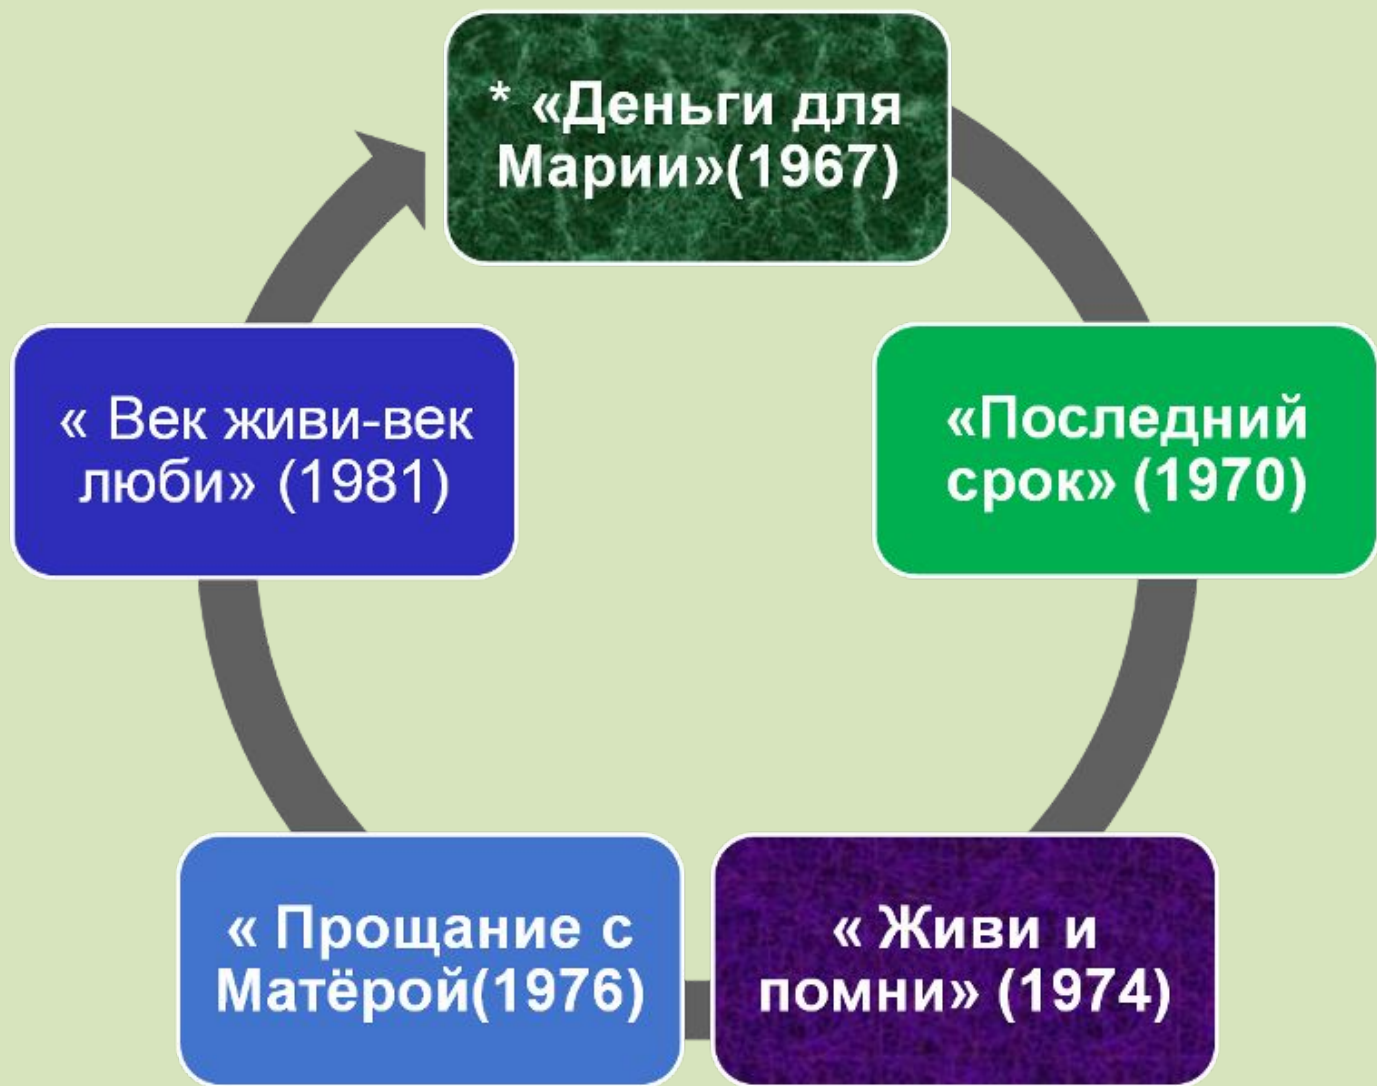 * «Деньги для
Марии»(1967)
«Последний
срок» (1970)
« Живи и
помни» (1974)
« Прощание с
Матёрой(1976)
« Век живи-век
люби» (1981)